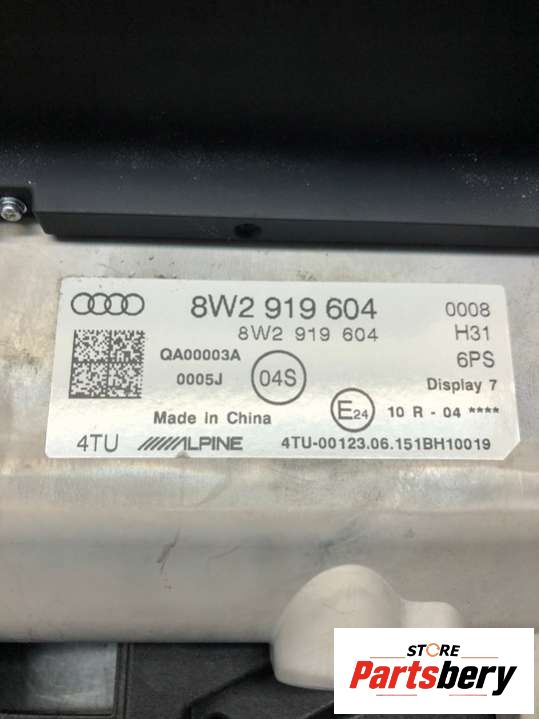 8W2 919 604 0008
8W2 919 604 H31
QA00003A 6PS
0005J 04S Display 7
Made in China E24 10 R - 04 ****
4TU ALPINE 4TU-00123.06.151BH10019
STORE
Partsbery